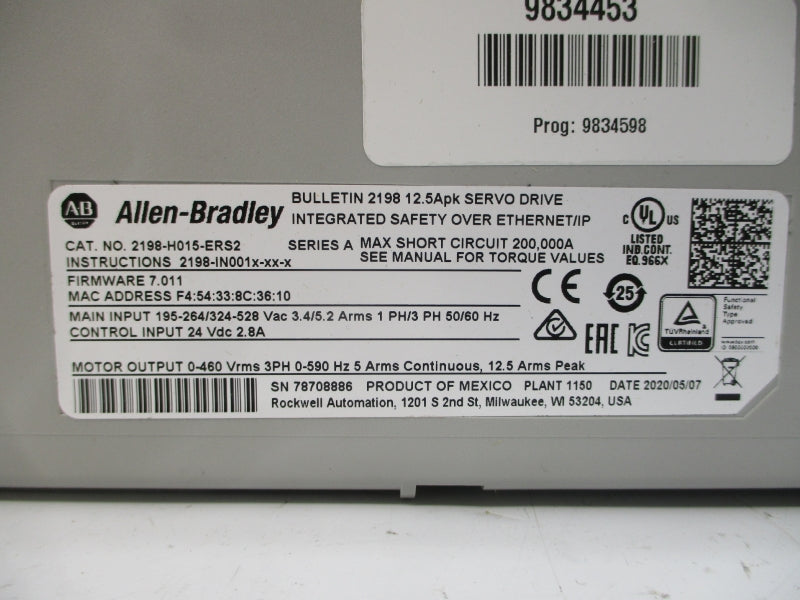 9834453
Prog: 9834598
AB Allen-Bradley
BULLETIN 2198 12.5Apk SERVO DRIVE
INTEGRATED SAFETY OVER ETHERNET/IP
CAT. NO. 2198-H015-ERS2 SERIES A MAX SHORT CIRCUIT 200,000A
INSTRUCTIONS 2198-IN001x-xx-x SEE MANUAL FOR TORQUE VALUES
FIRMWARE 7.011
MAC ADDRESS F4:54:33:8C:36:10
MAIN INPUT 195-264/324-528 Vac 3.4/5.2 Arms 1 PH/3 PH 50/60 Hz
CONTROL INPUT 24 Vdc 2.8A
MOTOR OUTPUT 0-460 Vrms 3PH 0-590 Hz 5 Arms Continuous, 12.5 Arms Peak
SN 78708886 PRODUCT OF MEXICO PLANT 1150 DATE 2020/05/07
Rockwell Automation, 1201 S 2nd St, Milwaukee, WI 53204, USA
C UL US
LISTED
IND.CONT.
EQ.966X
CE
25
EAC
TÜVRheinland
CERTIFIED
Functional
Safety
Type
Approved